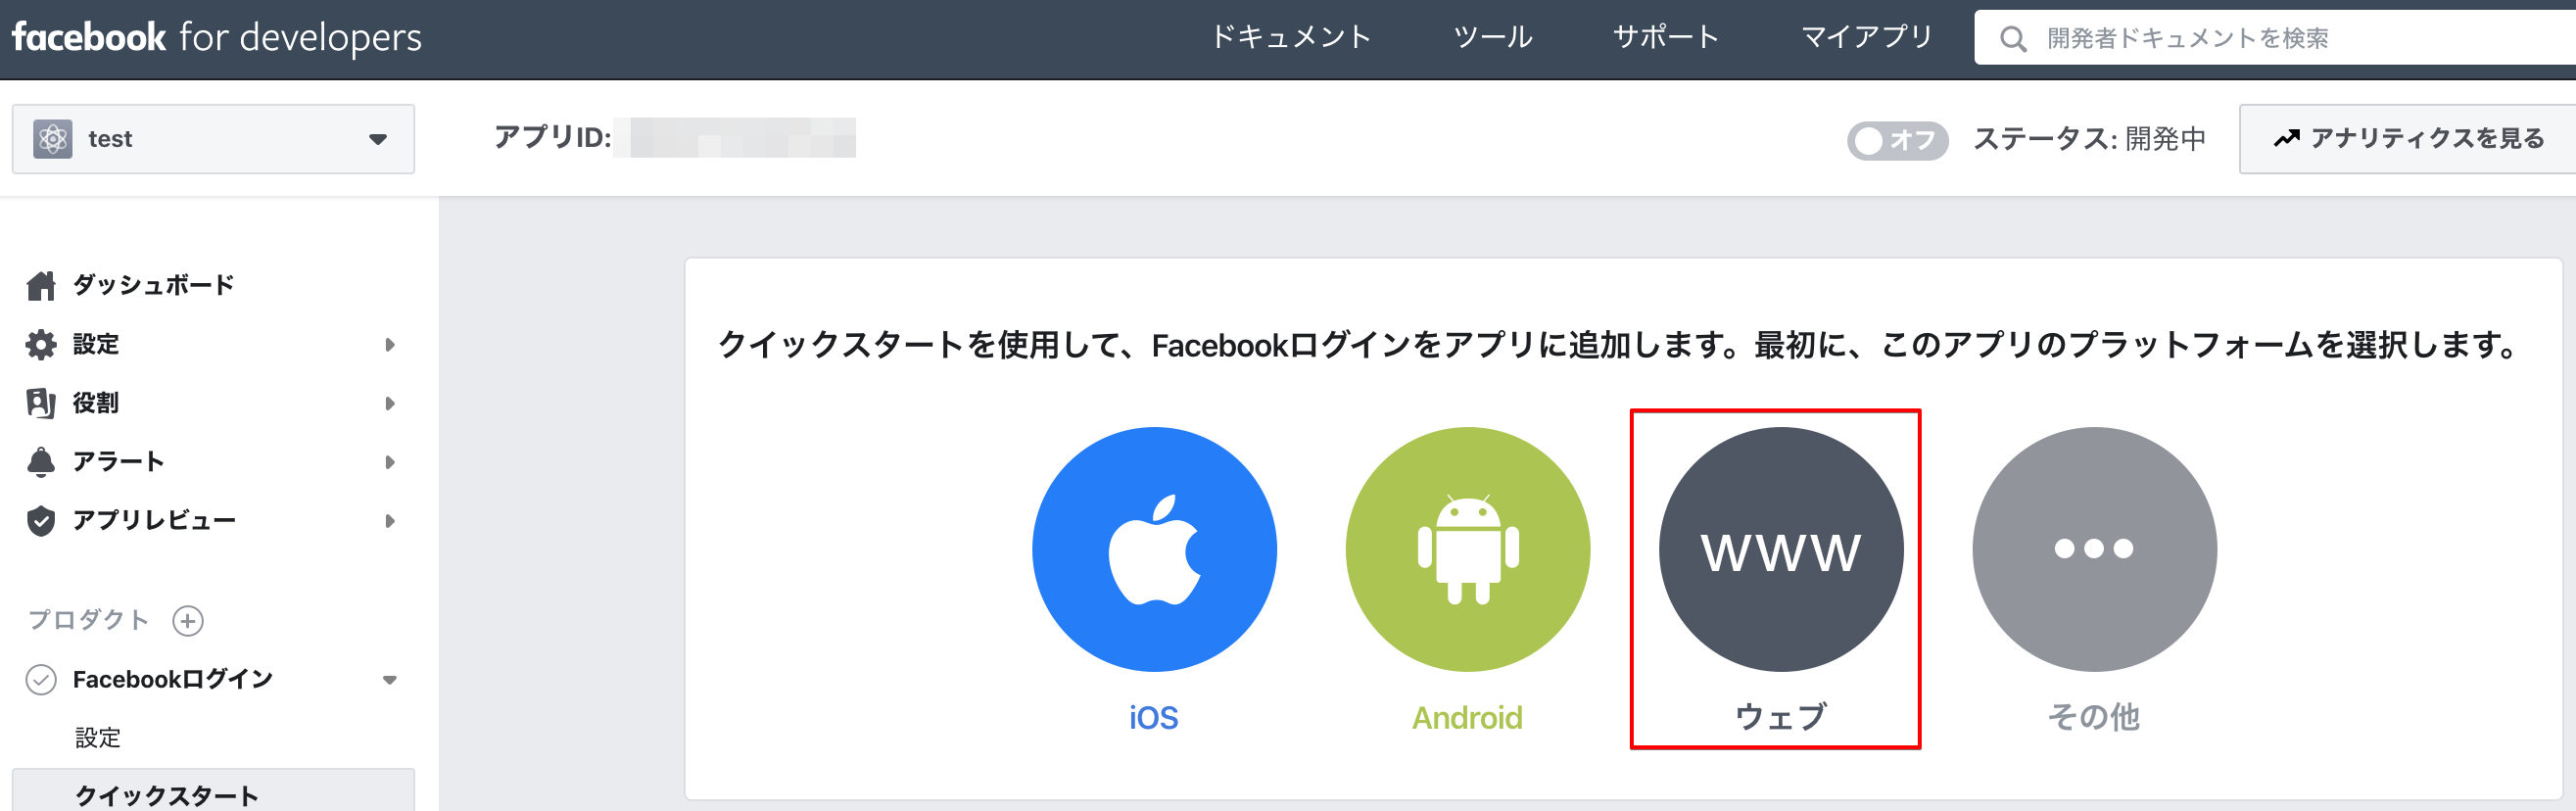 facebook for developers
ドキュメント ツール サポート マイアプリ 開発者ドキュメントを検索
test アプリID: オフ ステータス: 開発中 アナリティクスを見る
ダッシュボード
設定
役割
アラート
アプリレビュー
プロダクト
Facebookログイン
設定
クイックスタート
クイックスタートを使用して、Facebookログインをアプリに追加します。最初に、このアプリのプラットフォームを選択します。
www
iOS Android ウェブ その他